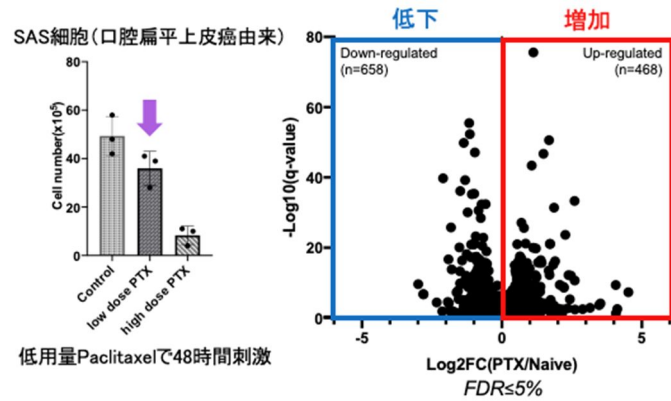 SAS細胞（口腔扁平上皮癌由来）
Cell number(x10⁵)
80
60
40
20
0
Control
low dose PTX
high dose PTX
低用量Paclitaxelで48時間刺激
低下
増加
Down-regulated
(n=658)
Up-regulated
(n=468)
-Log10(q-value)
80
60
40
20
0
-5
0
5
Log2FC(PTX/Naive)
FDR≤5%